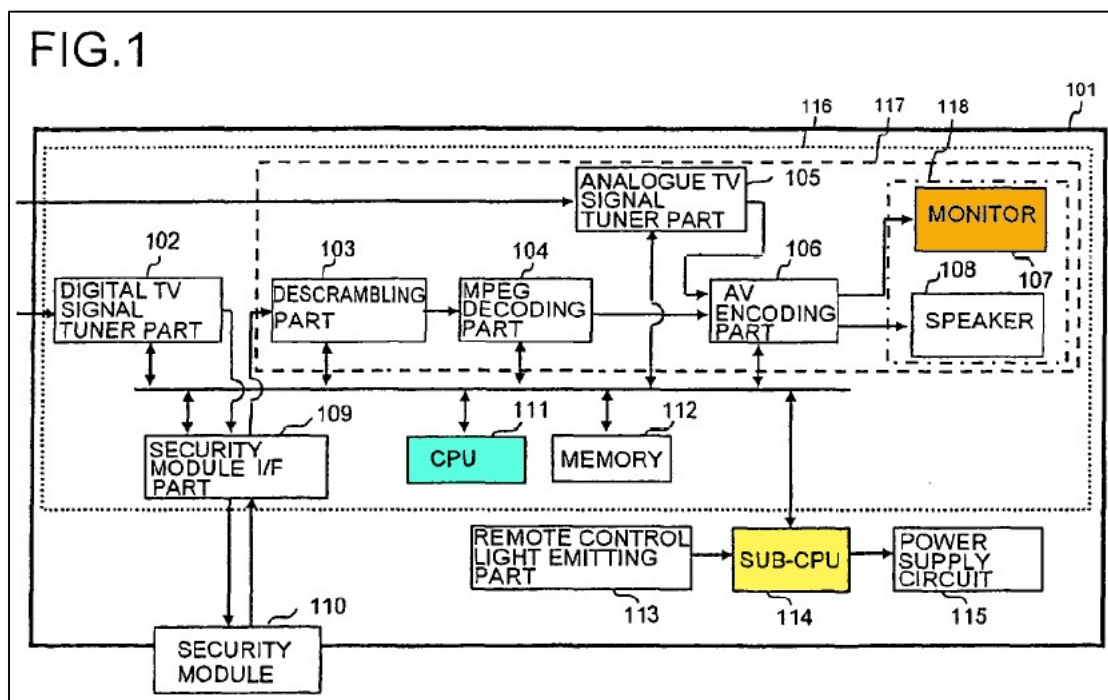 FIG.1
116
117
118
101
ANALOGUE TV
SIGNAL
TUNER PART
105
MONITOR
107
102
DIGITAL TV
SIGNAL
TUNER PART
103
DESCRAMBLING
PART
104
MPEG
DECODING
PART
106
AV
ENCODING
PART
108
SPEAKER
109
SECURITY
MODULE I/F
PART
111
CPU
112
MEMORY
REMOTE CONTROL
LIGHT EMITTING
PART
113
SUB-CPU
114
POWER
SUPPLY
CIRCUIT
115
110
SECURITY
MODULE